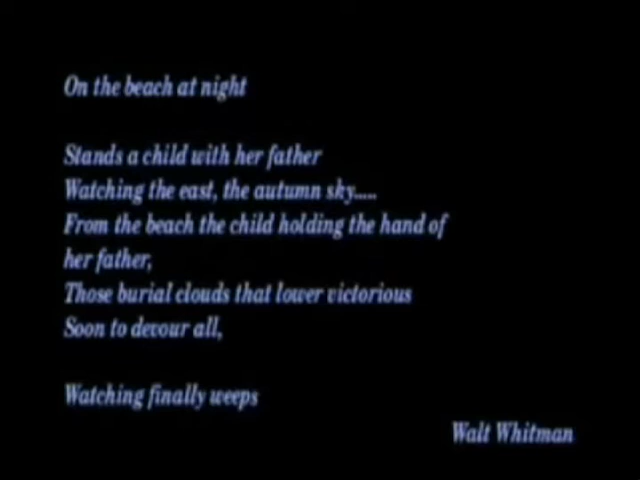 On the beach at night
Stands a child with her father
Watching the east, the autumn sky.....
From the beach the child holding the hand of
her father,
Those burial clouds that lower victorious
Soon to devour all,
Watching finally weeps
Walt Whitman